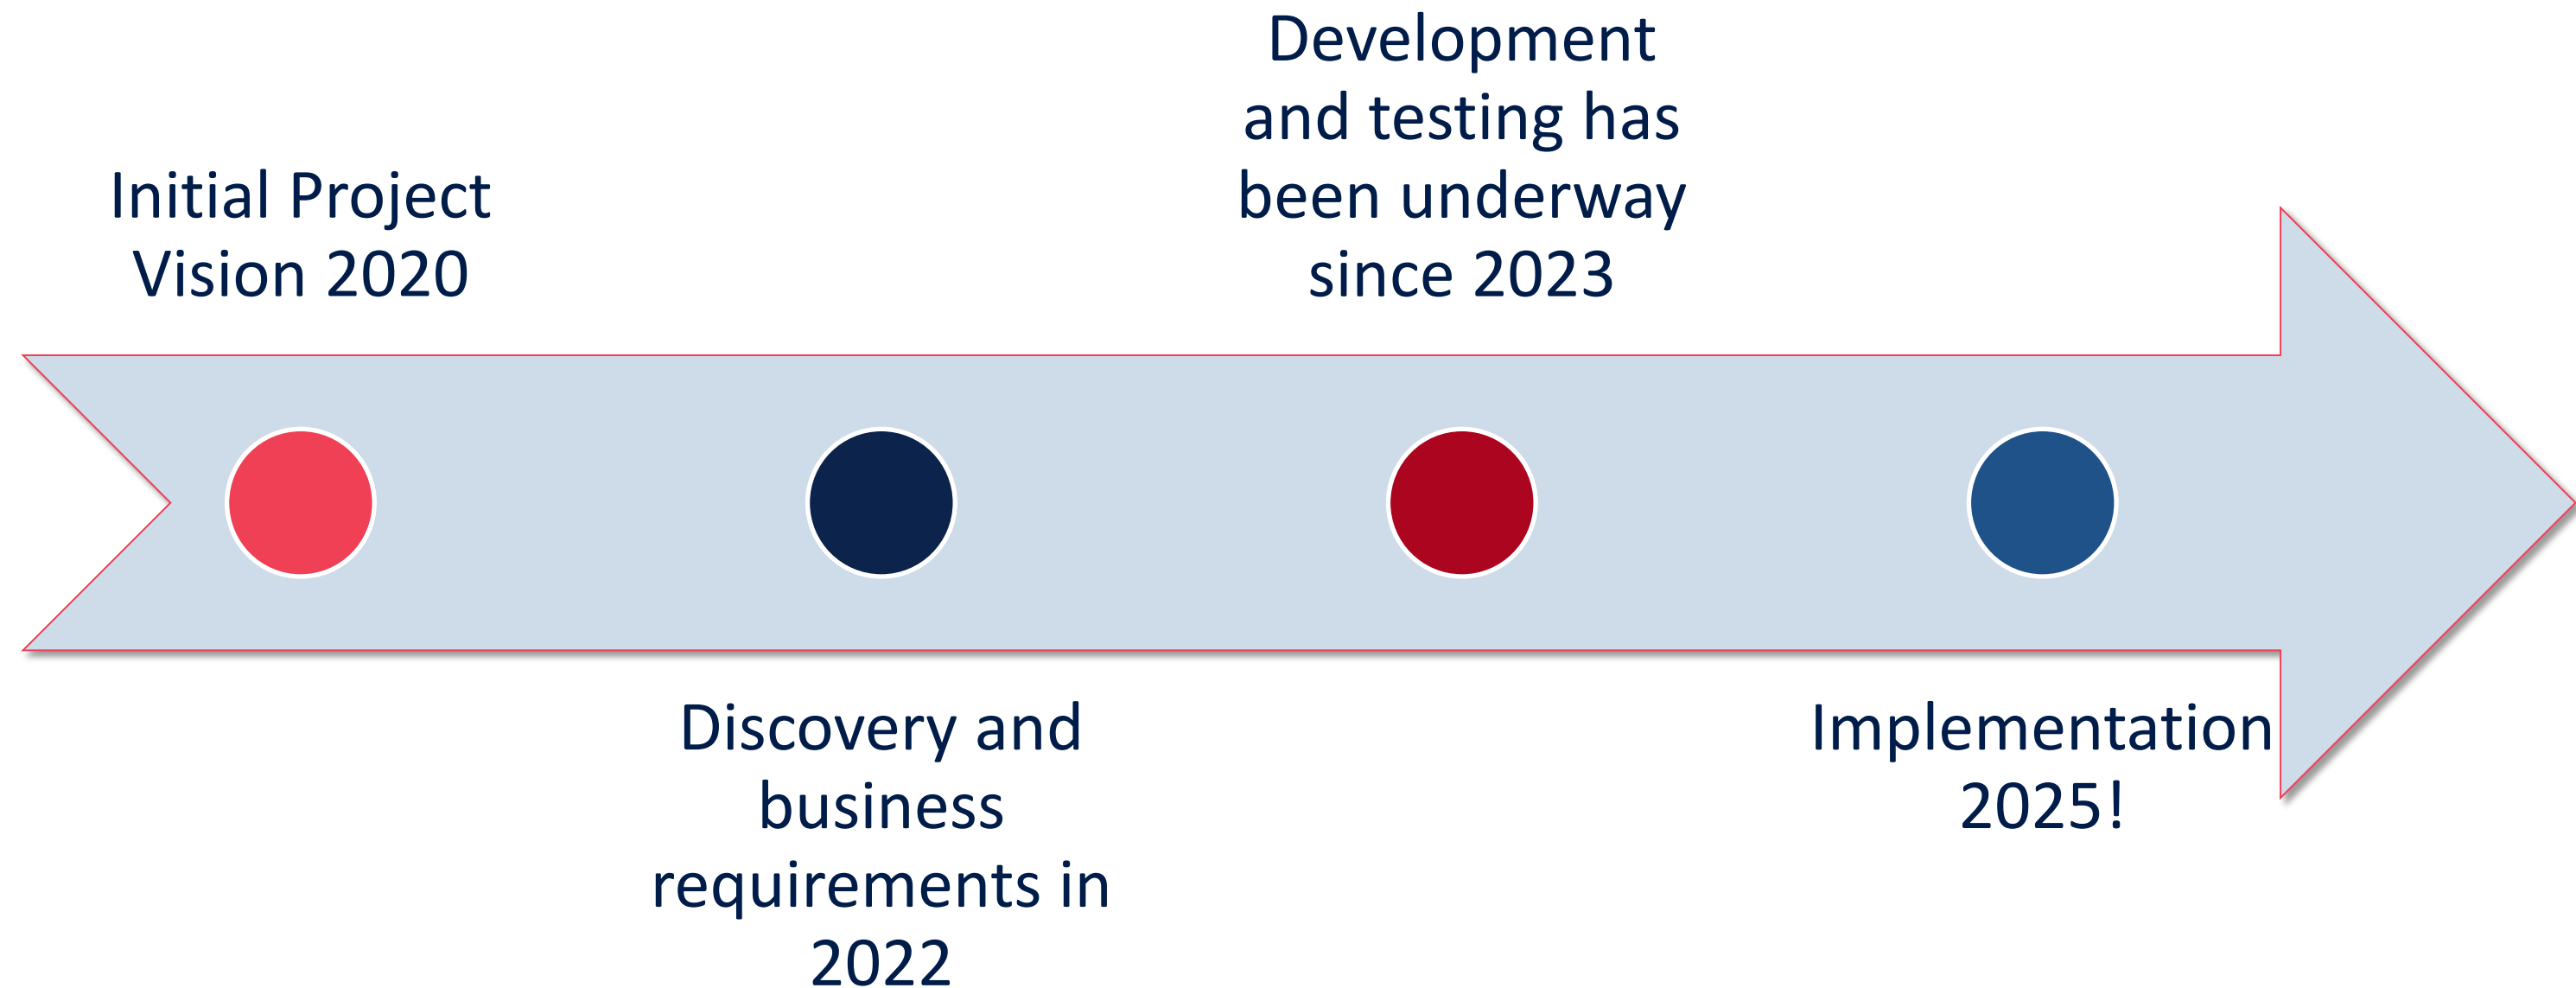 Initial Project
Vision 2020
Discovery and
business
requirements in
2022
Development
and testing has
been underway
since 2023
Implementation
2025!